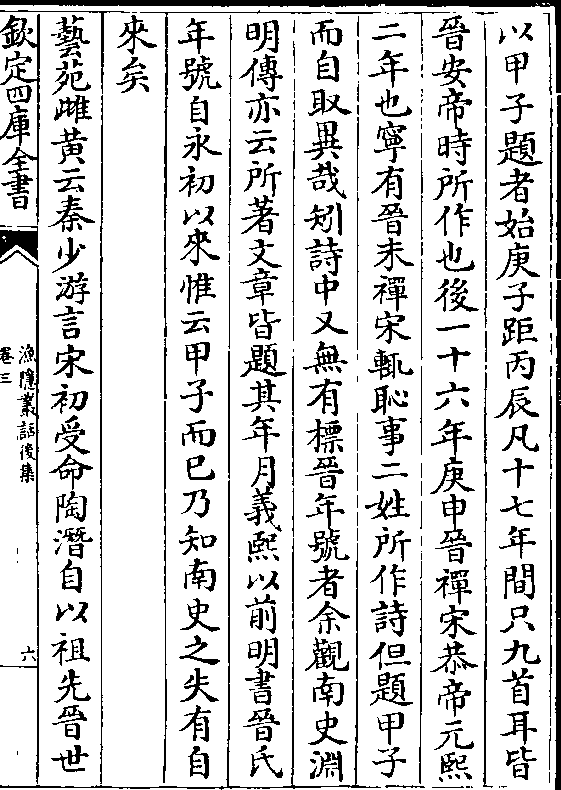 以甲子題者始庚子距丙辰凡十七年間只九首耳皆
晉安帝時所作也後一十六年庚申晉禪宋恭帝元熙
二年也寧有晉未禪宋輒恥事二姓所作詩但題甲子
而自取異哉矧詩中又無有標晉年號者余觀南史淵
明傳亦云所著文章皆題其年月義熙以前明書晉氏
年號自永初以來惟云甲子而已乃知南史之失有自
來矣
藝苑雌黃云秦少游言宋初受命陶潛自以祖先晉世
欽定四庫全書
漁隱叢話後集
卷三
六